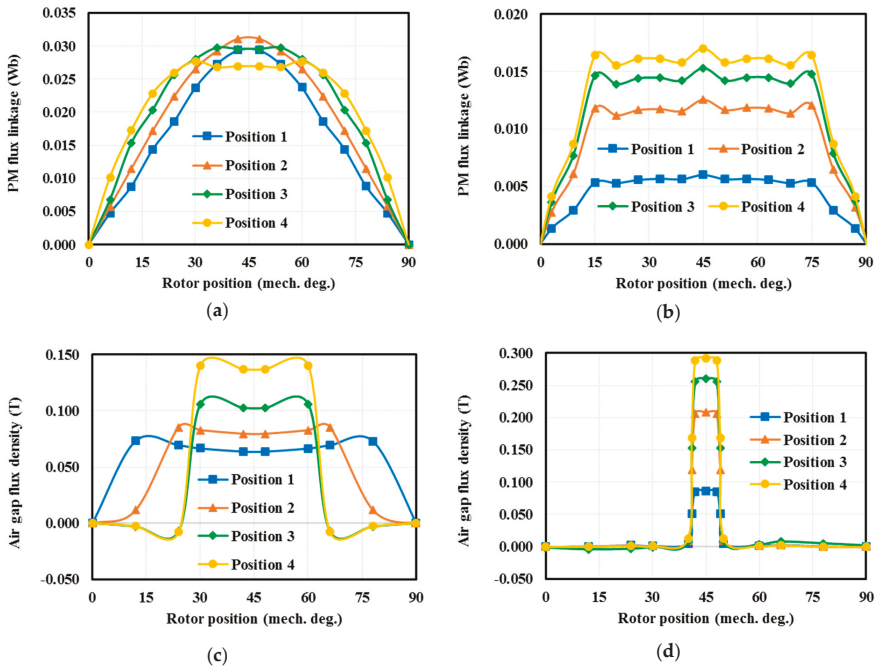 PM flux linkage (Wb)
0.035
0.030
0.025
0.020
0.015
0.010
0.005
0.000
Position 1
Position 2
Position 3
Position 4
0 15 30 45 60 75 90
Rotor position (mech. deg.)
(a)
PM flux linkage (Wb)
0.020
0.015
0.010
0.005
0.000
Position 1 Position 2
Position 3 Position 4
0 15 30 45 60 75 90
Rotor position (mech. deg.)
(b)
Air gap flux density (T)
0.150
0.100
0.050
0.000
-0.050
Position 1
Position 2
Position 3
Position 4
0 15 30 45 60 75 90
Rotor position (mech. deg.)
(c)
Air gap flux density (T)
0.300
0.250
0.200
0.150
0.100
0.050
0.000
-0.050
Position 1
Position 2
Position 3
Position 4
0 15 30 45 60 75 90
Rotor position (mech. deg.)
(d)